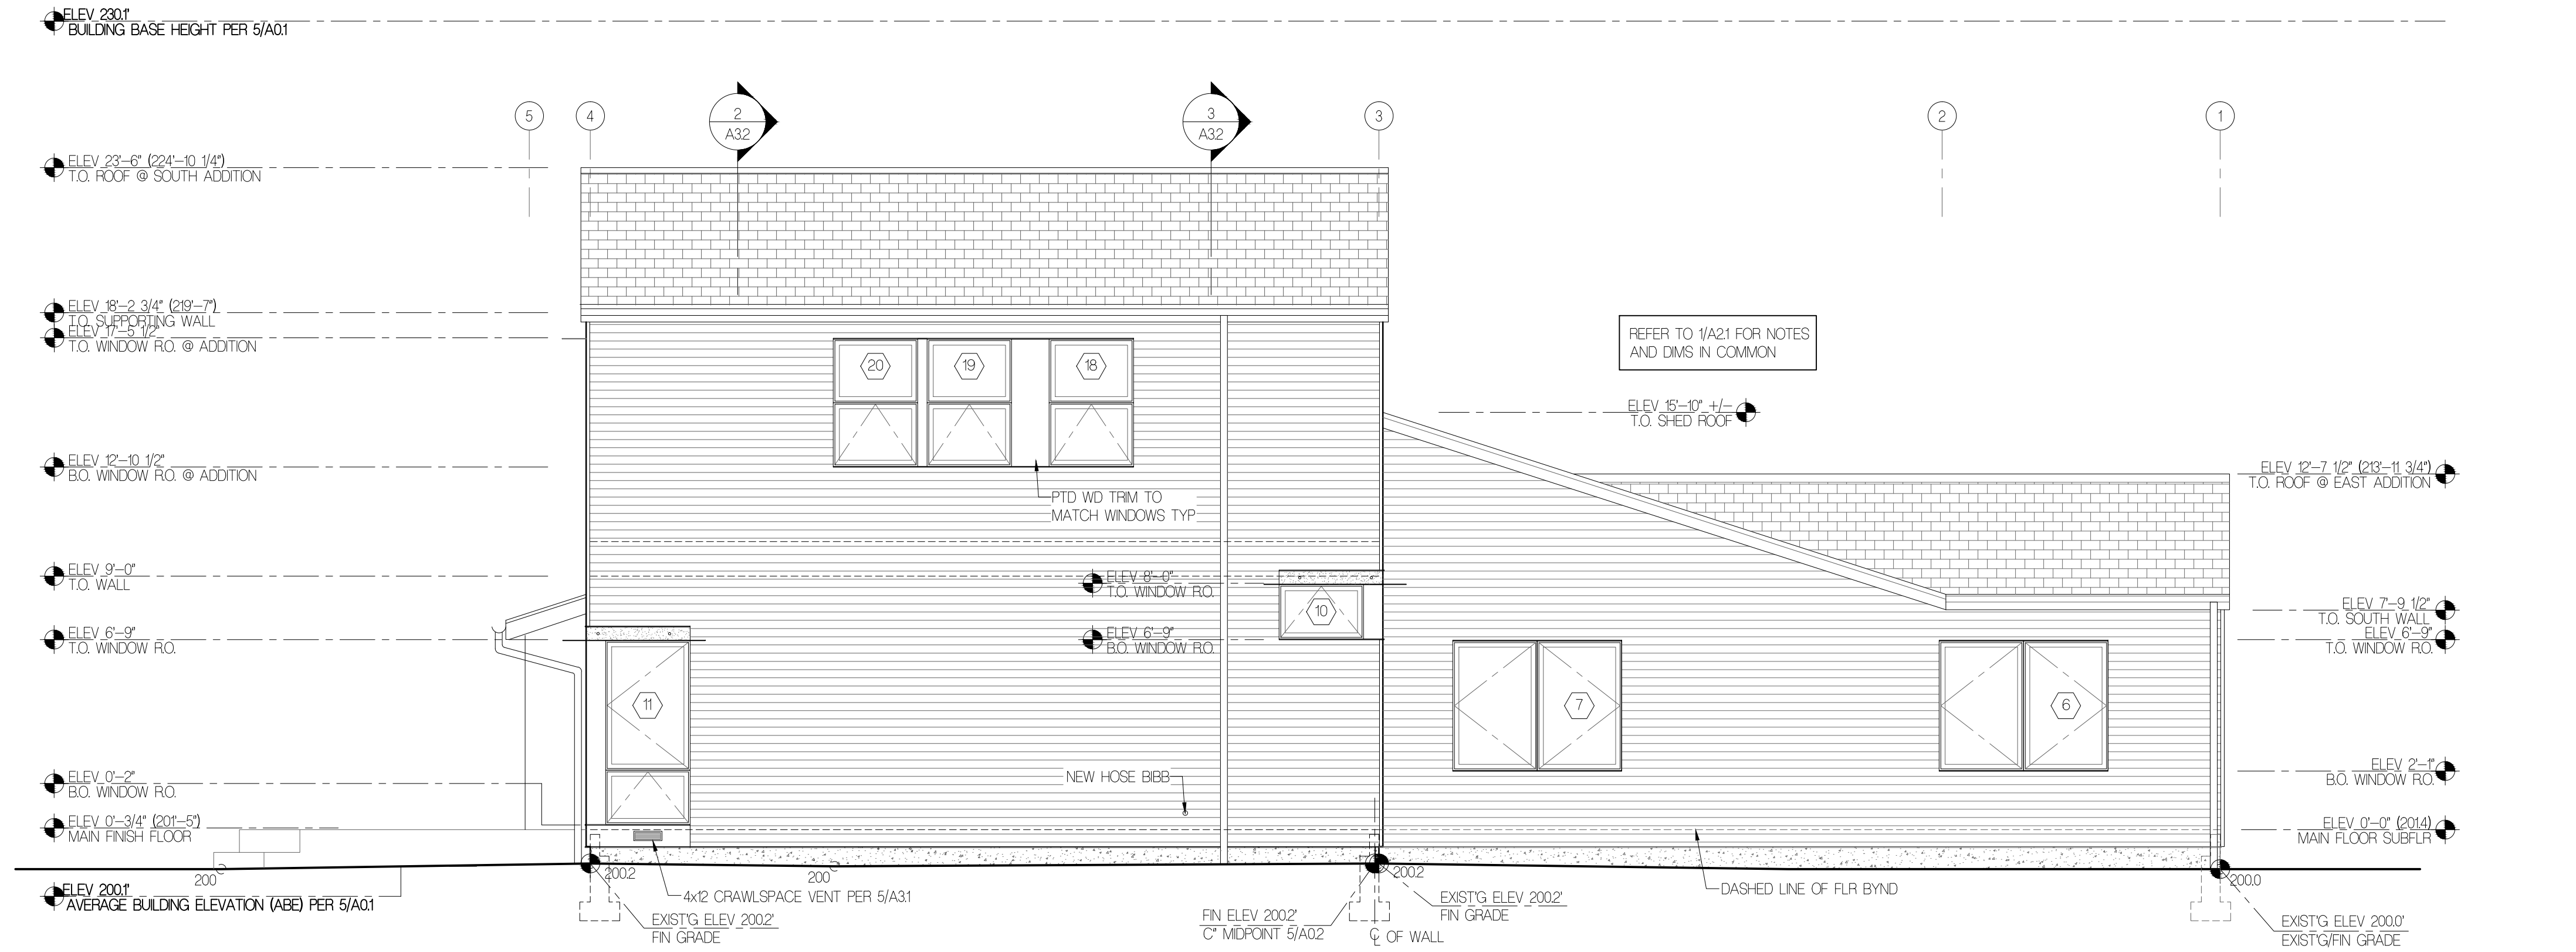 ELEV 230.1'
BUILDING BASE HEIGHT PER 5/A0.1
5
4
2
A3.2
3
A3.2
3
2
1
ELEV 23'-6" (224'-10 1/4")
T.O. ROOF @ SOUTH ADDITION
ELEV 18'-2 3/4" (219'-7")
T.O. SUPPORTING WALL
ELEV 17'-5 1/2"
T.O. WINDOW R.O. @ ADDITION
REFER TO 1/A2.1 FOR NOTES
AND DIMS IN COMMON
20
19
18
ELEV 15'-10" +/-
T.O. SHED ROOF
ELEV 12'-10 1/2"
B.O. WINDOW R.O. @ ADDITION
ELEV 12'-7 1/2" (213'-11 3/4")
T.O. ROOF @ EAST ADDITION
PTD WD TRIM TO
MATCH WINDOWS TYP
ELEV 9'-0"
T.O. WALL
ELEV 8'-0"
T.O. WINDOW R.O.
10
ELEV 7'-9 1/2"
T.O. SOUTH WALL
ELEV 6'-9"
T.O. WINDOW R.O.
ELEV 6'-9"
B.O. WINDOW R.O.
ELEV 6'-9"
T.O. WINDOW R.O.
11
7
6
ELEV 0'-2"
B.O. WINDOW R.O.
NEW HOSE BIBB
ELEV 2'-1"
B.O. WINDOW R.O.
ELEV 0'-3/4" (201'-5")
MAIN FINISH FLOOR
ELEV 0'-0" (201.4)
MAIN FLOOR SUBFLR
200
200.2
200
200.2
200.0
ELEV 200.1'
AVERAGE BUILDING ELEVATION (ABE) PER 5/A0.1
4x12 CRAWLSPACE VENT PER 5/A3.1
DASHED LINE OF FLR BYND
EXIST'G ELEV 200.2'
FIN GRADE
FIN ELEV 200.2'
C" MIDPOINT 5/A0.2
EXIST'G ELEV 200.2'
FIN GRADE
℄ OF WALL
EXIST'G ELEV 200.0'
EXIST'G/FIN GRADE